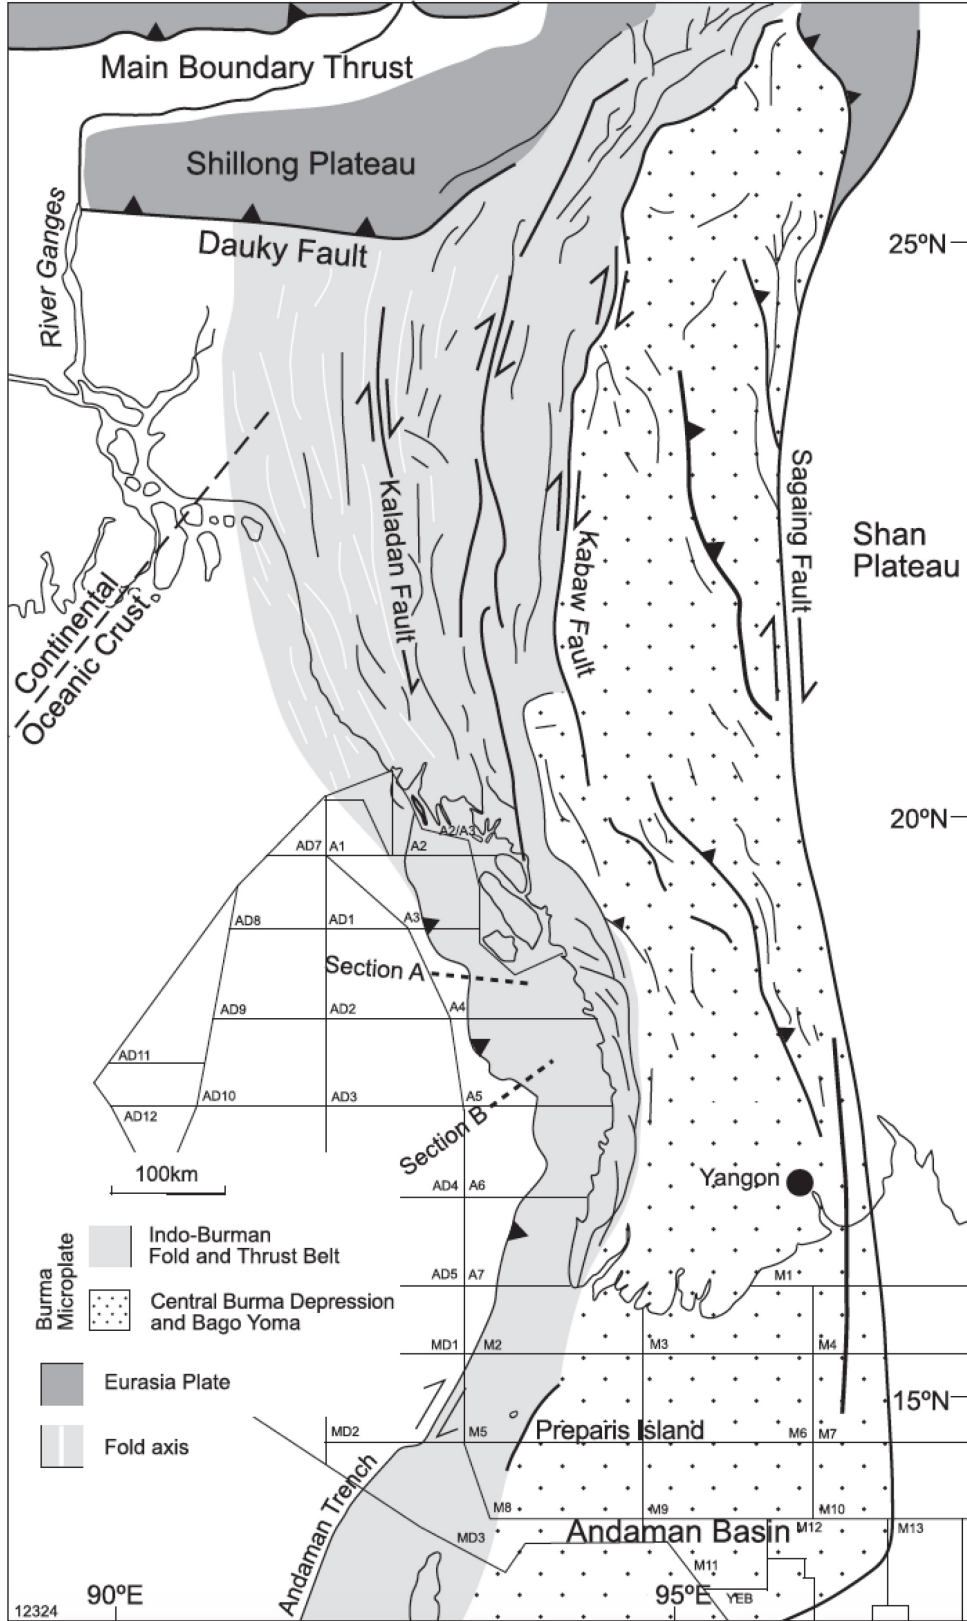 Main Boundary Thrust
Shillong Plateau
Dauky Fault
River Ganges
25ºN
Kaladan Fault
Kabaw Fault
Sagaing Fault
Shan
Plateau
Continental
Oceanic Crust
20ºN
A2/A3
AD7
A1
A2
AD8
AD1
A3
Section A
AD9
AD2
A4
AD11
AD10
AD3
A5
AD12
Section B
100km
Yangon
AD4
A6
Burma
Microplate
Indo-Burman
Fold and Thrust Belt
AD5
A7
M1
Central Burma Depression
and Bago Yoma
MD1
M2
M3
M4
Eurasia Plate
15ºN
Fold axis
MD2
M5
Preparis Island
M6
M7
Andaman Trench
M8
M9
M10
MD3
Andaman Basin
M12
M13
M11
YEB
90ºE
95ºE
12324